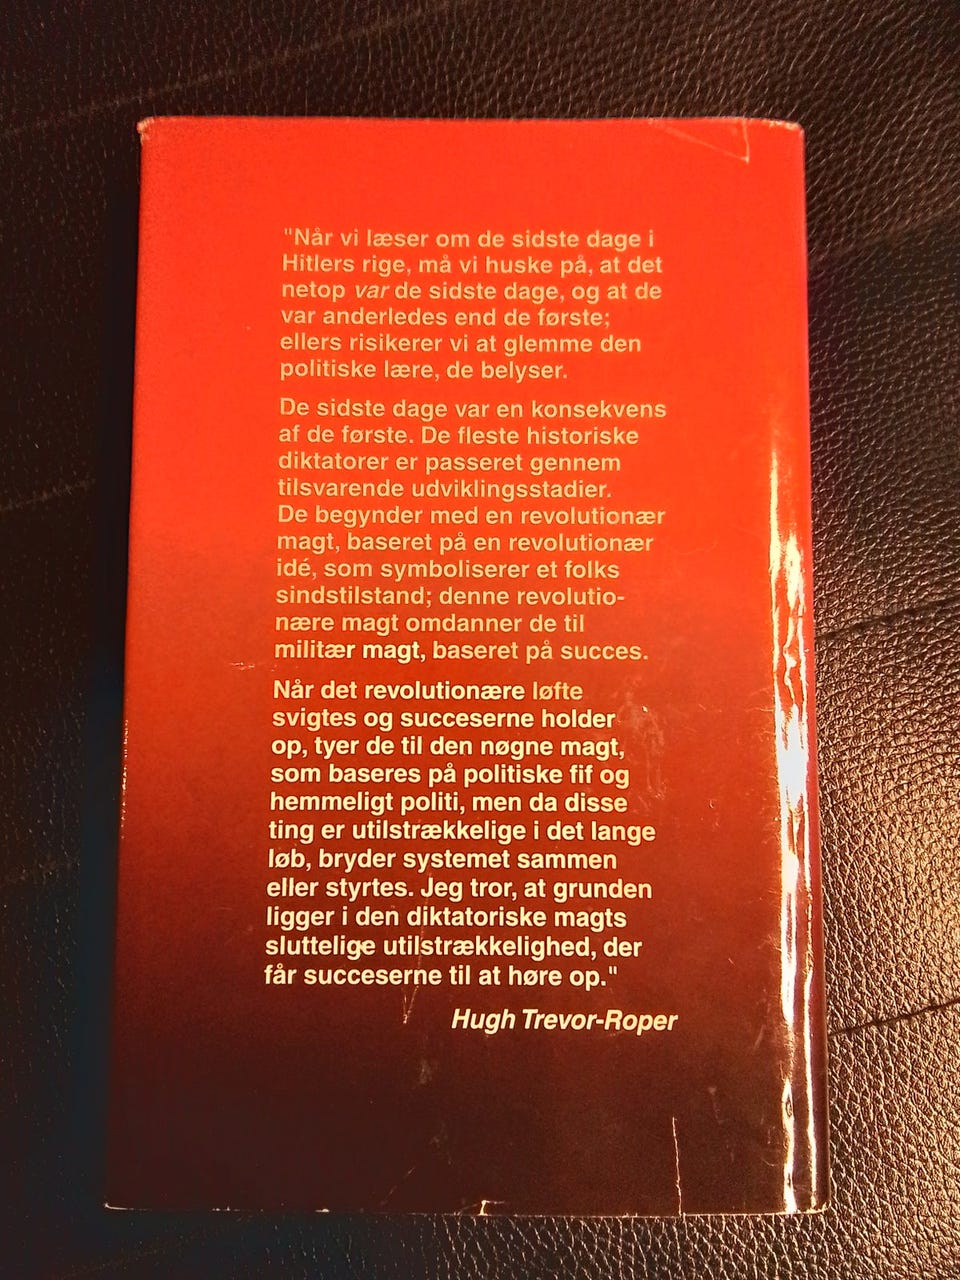 "Når vi læser om de sidste dage i
Hitlers rige, må vi huske på, at det
netop var de sidste dage, og at de
var anderledes end de første;
ellers risikerer vi at glemme den
politiske lære, de belyser.
De sidste dage var en konsekvens
af de første. De fleste historiske
diktatorer er passeret gennem
tilsvarende udviklingsstadier.
De begynder med en revolutionær
magt, baseret på en revolutionær
idé, som symboliserer et folks
sindstilstand; denne revolutio-
nære magt omdanner de til
militær magt, baseret på succes.
Når det revolutionære løfte
svigtes og succeserne holder
op, tyer de til den nøgne magt,
som baseres på politiske fif og
hemmeligt politi, men da disse
ting er utilstrækkelige i det lange
løb, bryder systemet sammen
eller styrtes. Jeg tror, at grunden
ligger i den diktatoriske magts
sluttelige utilstrækkelighed, der
får succeserne til at høre op."
Hugh Trevor-Roper